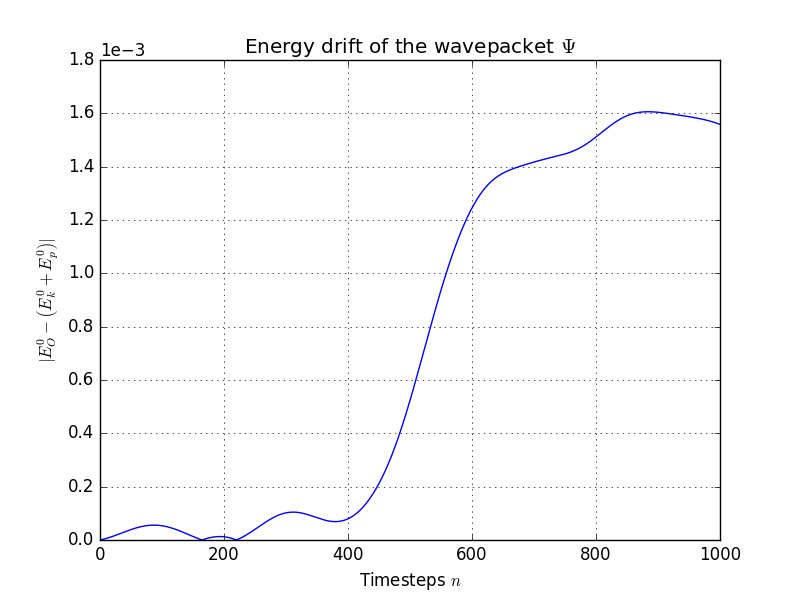 Energy drift of the wavepacket Ψ
1e−3
1.8
1.6
1.4
1.2
1.0
0.8
0.6
0.4
0.2
0.0
|E_O^0 − (E_k^0 + E_p^0)|
0 200 400 600 800 1000
Timesteps n